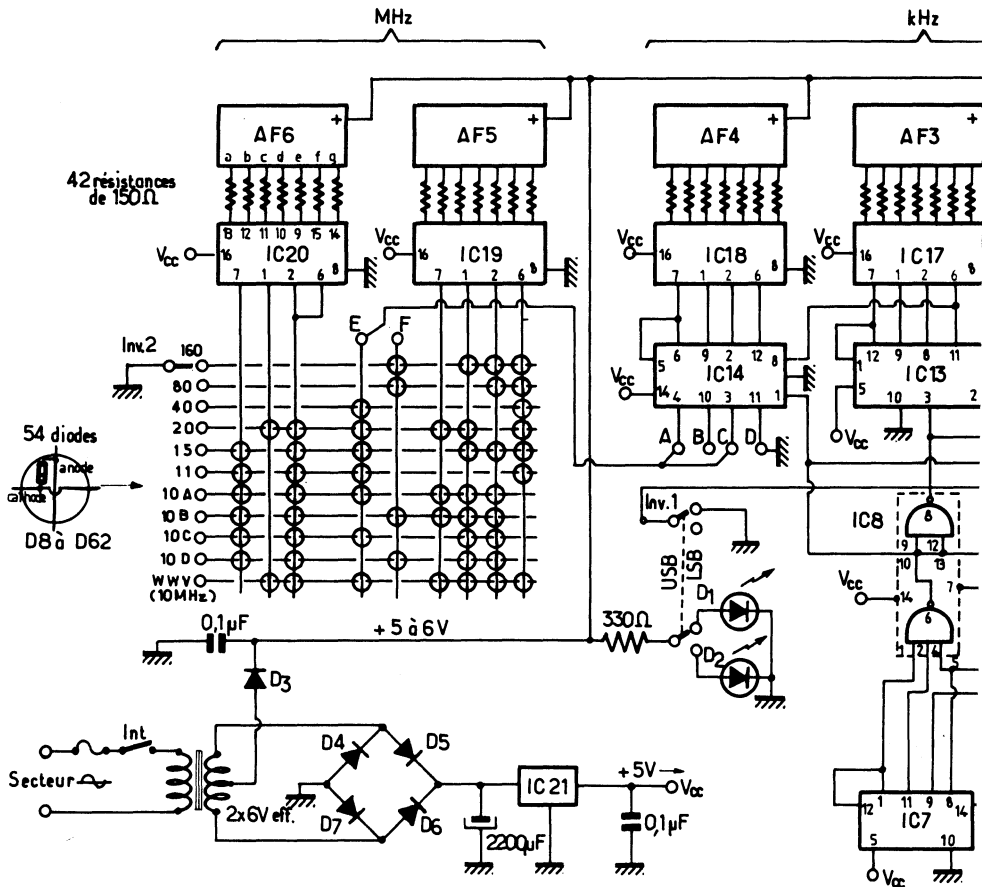 MHz kHz
AF6 AF5 AF4 AF3
+ + +
a b c d e f g
42 résistances
de 150Ω
13 12 11 10 9 15 14
Vcc 16 IC20 8
16 IC19 8
Vcc
Vcc 16 IC18 8
Vcc 16 IC17 8
7 1 2 6
7 1 2 6
7 1 2 6
7 1 2 6
E F
Inv.2 160
80
40
20
15
11
10 A
10 B
10 C
10 D
WWV
(10MHz)
54 diodes
anode
cathode
D8 à D62
6 9 2 12
5 IC14 8
Vcc 14 1
4 10 3 11
A B C D
12 9 8 11
1 IC13
5
10 3 2
Vcc
Inv.1
USB LSB
IC8
8
9 12
10 13
Vcc 14 7
6
1 2 4 5
0,1µF
+5 à 6V
330Ω
D1
D2
D3
Int
Secteur
2x6V eff.
D4 D5
D7 D6
IC 21
+5V
Vcc
2200µF
0,1µF
1 11 9 8
12 IC7 14
5 10
Vcc